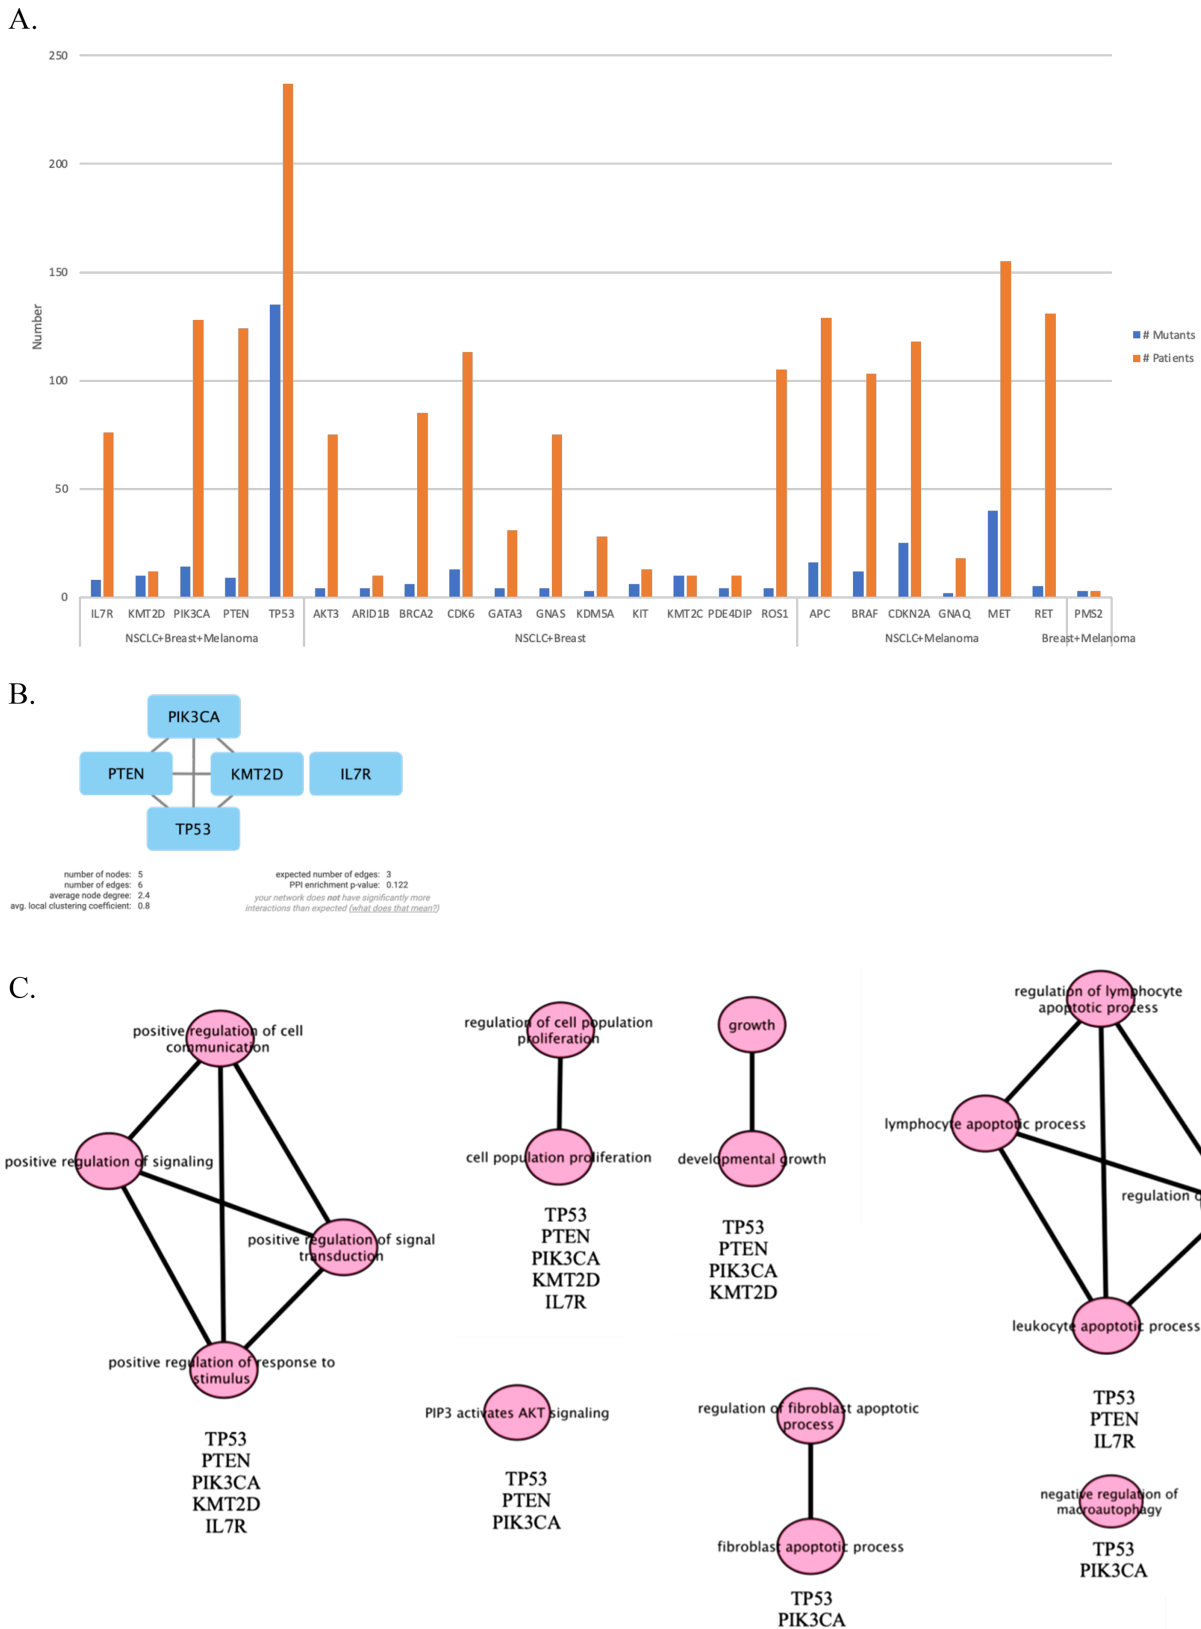 A.
250
200
150
100
50
0
Number
# Mutants
# Patients
IL7R KMT2D PIK3CA PTEN TP53 AKT3 ARID1B BRCA2 CDK6 GATA3 GNAS KDM5A KIT KMT2C PDE4DIP ROS1 APC BRAF CDKN2A GNAQ MET RET PMS2
NSCLC+Breast+Melanoma NSCLC+Breast NSCLC+Melanoma Breast+Melanoma
B.
PIK3CA
PTEN KMT2D IL7R
TP53
number of nodes: 5
number of edges: 6
average node degree: 2.4
avg. local clustering coefficient: 0.8
expected number of edges: 3
PPI enrichment p-value: 0.122
your network does not have significantly more
interactions than expected (what does that mean?)
C.
positive regulation of cell
communication
positive regulation of signaling
positive regulation of signal
transduction
positive regulation of response to
stimulus
TP53
PTEN
PIK3CA
KMT2D
IL7R
regulation of cell population
proliferation
cell population proliferation
TP53
PTEN
PIK3CA
KMT2D
IL7R
growth
developmental growth
TP53
PTEN
PIK3CA
KMT2D
regulation of lymphocyte
apoptotic process
lymphocyte apoptotic process
regulation o
leukocyte apoptotic process
TP53
PTEN
IL7R
PIP3 activates AKT signaling
TP53
PTEN
PIK3CA
regulation of fibroblast apoptotic
process
fibroblast apoptotic process
TP53
PIK3CA
negative regulation of
macroautophagy
TP53
PIK3CA